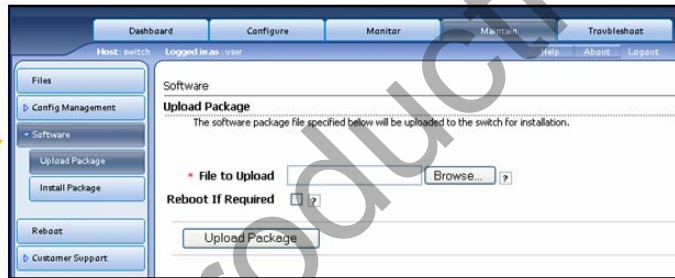 Dashboard Configure Monitor Maintain Troubleshoot
Host: switch Logged in as: user Help About Logout
Files
Config Management
Software
Upload Package
Install Package
Reboot
Customer Support
Software
Upload Package
The software package file specified below will be uploaded to the switch for installation.
* File to Upload Browse... ?
Reboot If Required ?
Upload Package